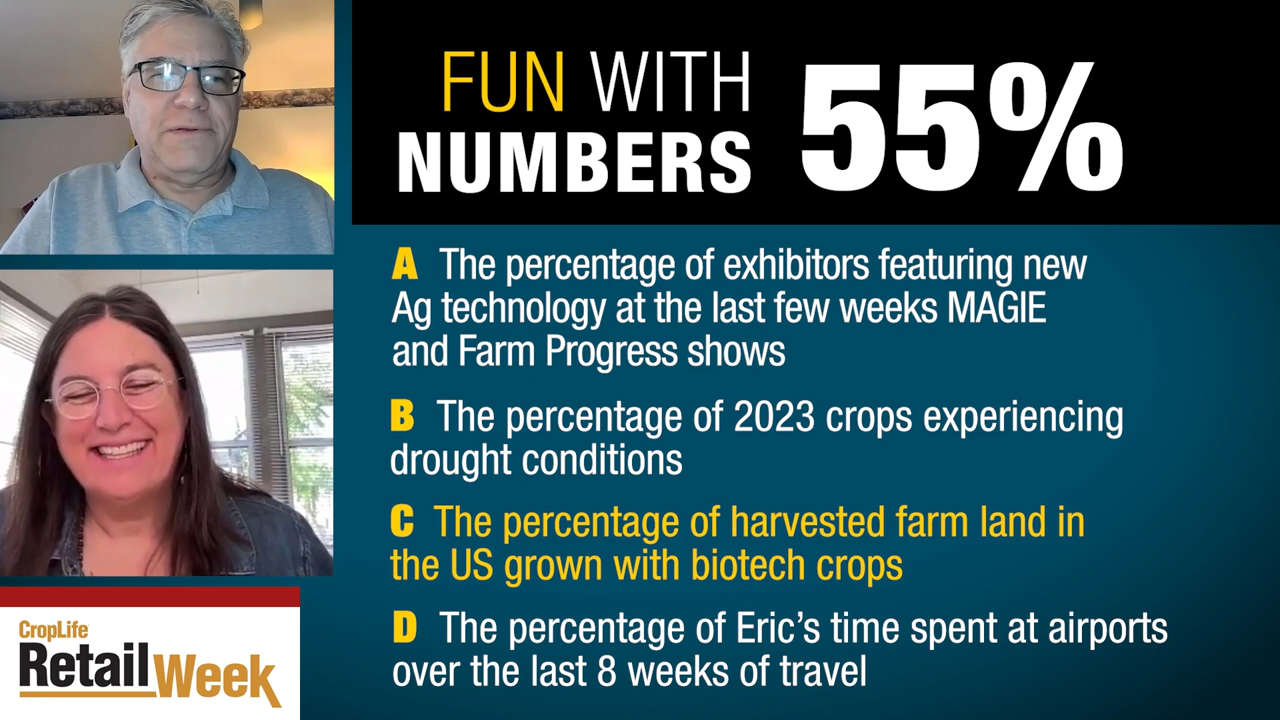 FUN WITH
NUMBERS
55%
A The percentage of exhibitors featuring new
Ag technology at the last few weeks MAGIE
and Farm Progress shows
B The percentage of 2023 crops experiencing
drought conditions
C The percentage of harvested farm land in
the US grown with biotech crops
D The percentage of Eric's time spent at airports
over the last 8 weeks of travel
CropLife
RetailWeek